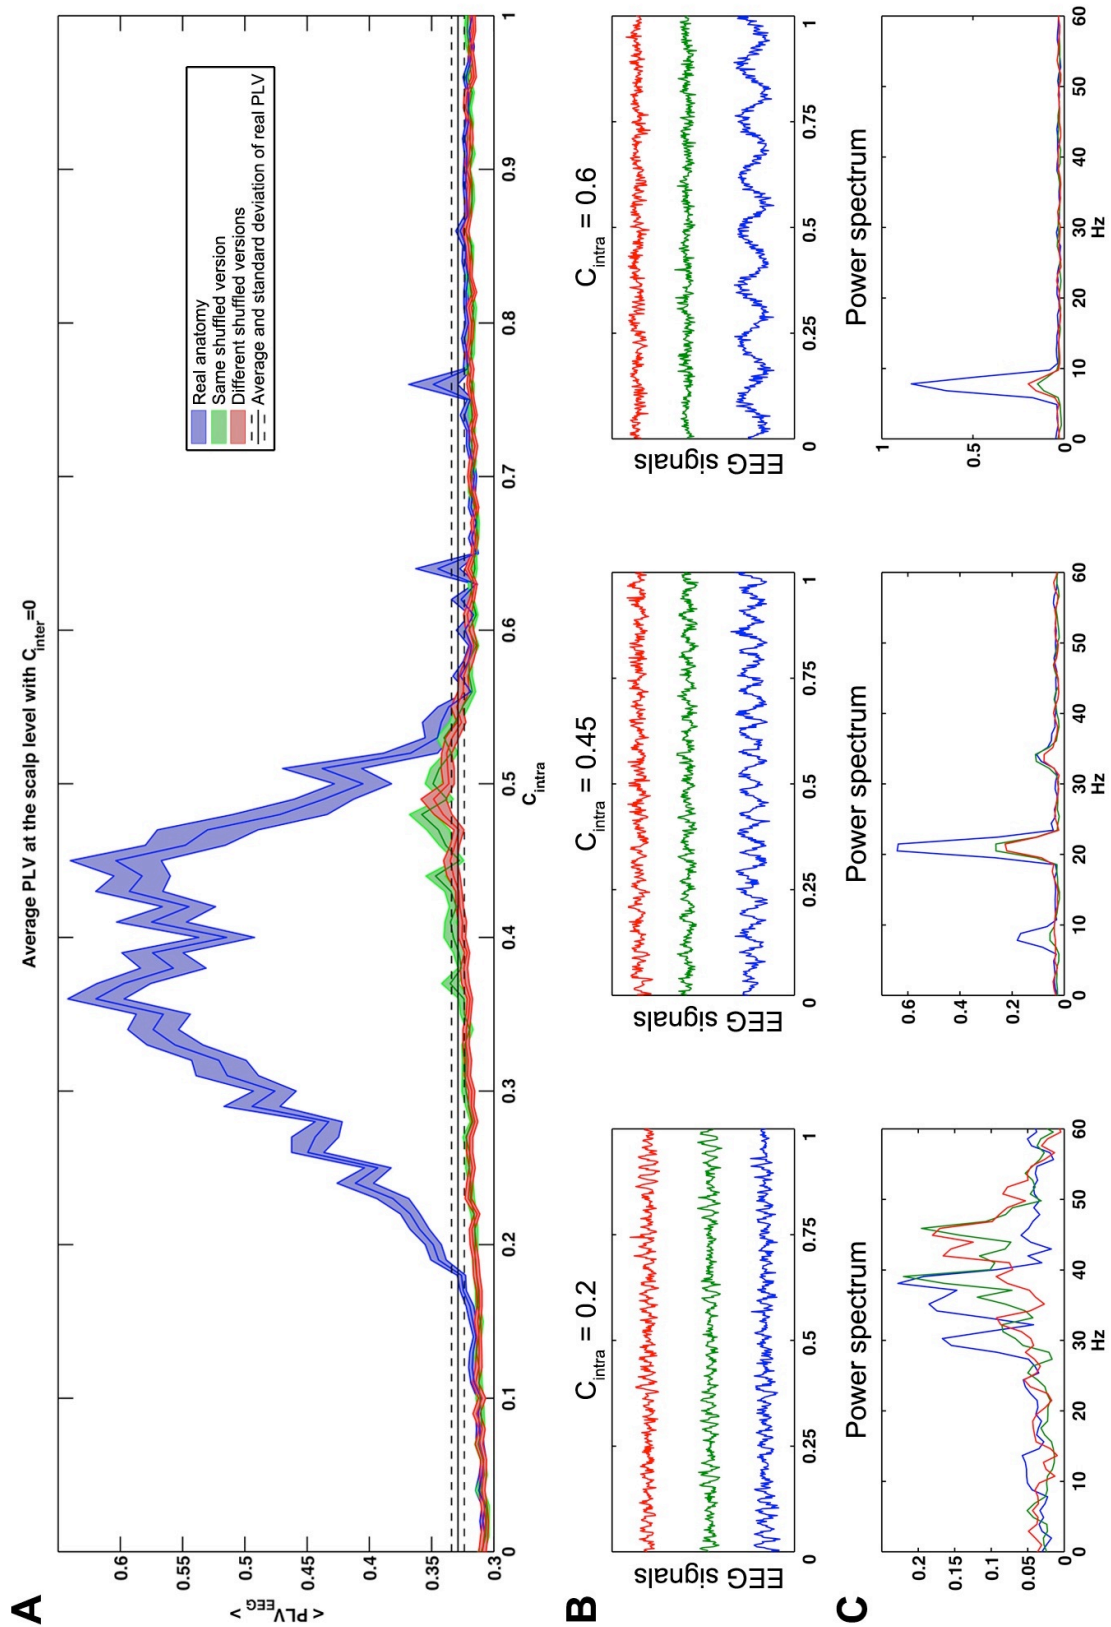 A
Average PLV at the scalp level with Cinter=0
< PLVEEG >
0.6
0.55
0.5
0.45
0.4
0.35
0.3
0 0.1 0.2 0.3 0.4 0.5 0.6 0.7 0.8 0.9 1
Cintra
Real anatomy
Same shuffled version
Different shuffled versions
Average and standard deviation of real PLV
B
Cintra = 0.2
EEG signals
0 0.25 0.5 0.75 1
Cintra = 0.45
EEG signals
0 0.25 0.5 0.75 1
Cintra = 0.6
EEG signals
0 0.25 0.5 0.75 1
C
Power spectrum
0.2
0.15
0.1
0.05
0
0 10 20 30 40 50 60
Hz
Power spectrum
0.6
0.4
0.2
0
0 10 20 30 40 50 60
Hz
Power spectrum
1
0.5
0
0 10 20 30 40 50 60
Hz